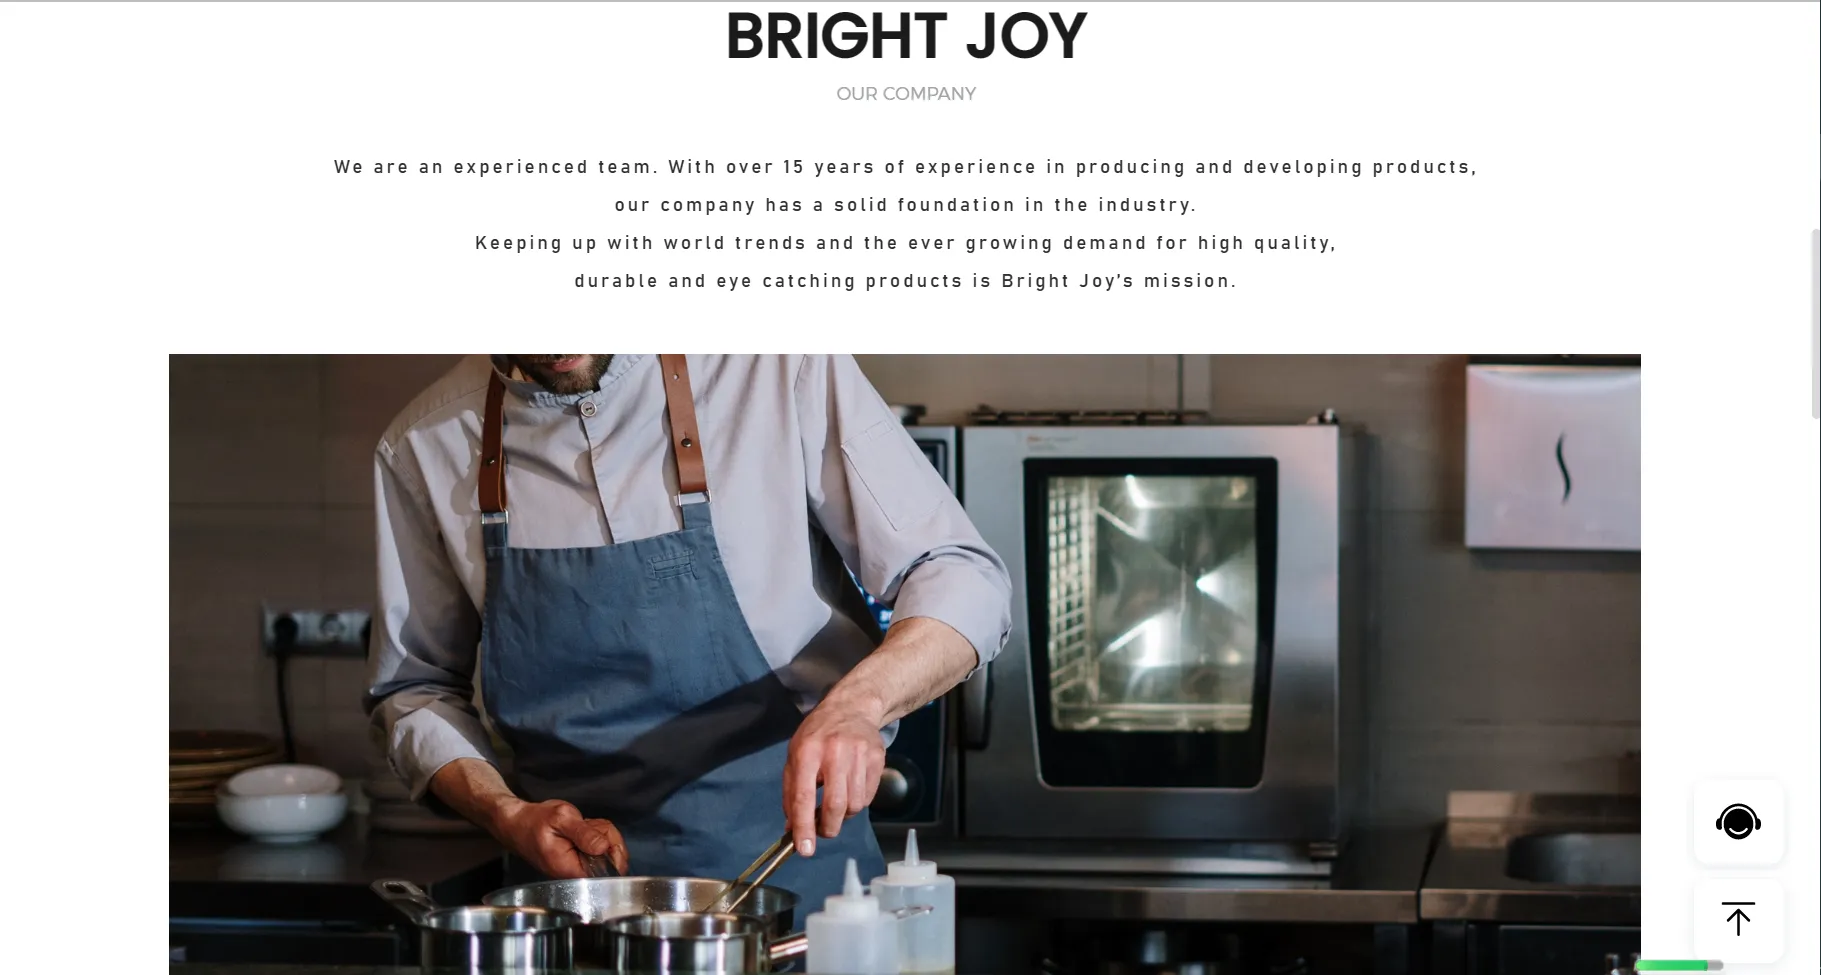 BRIGHT JOY
OUR COMPANY
We are an experienced team. With over 15 years of experience in producing and developing products,
our company has a solid foundation in the industry.
Keeping up with world trends and the ever growing demand for high quality,
durable and eye catching products is Bright Joy's mission.